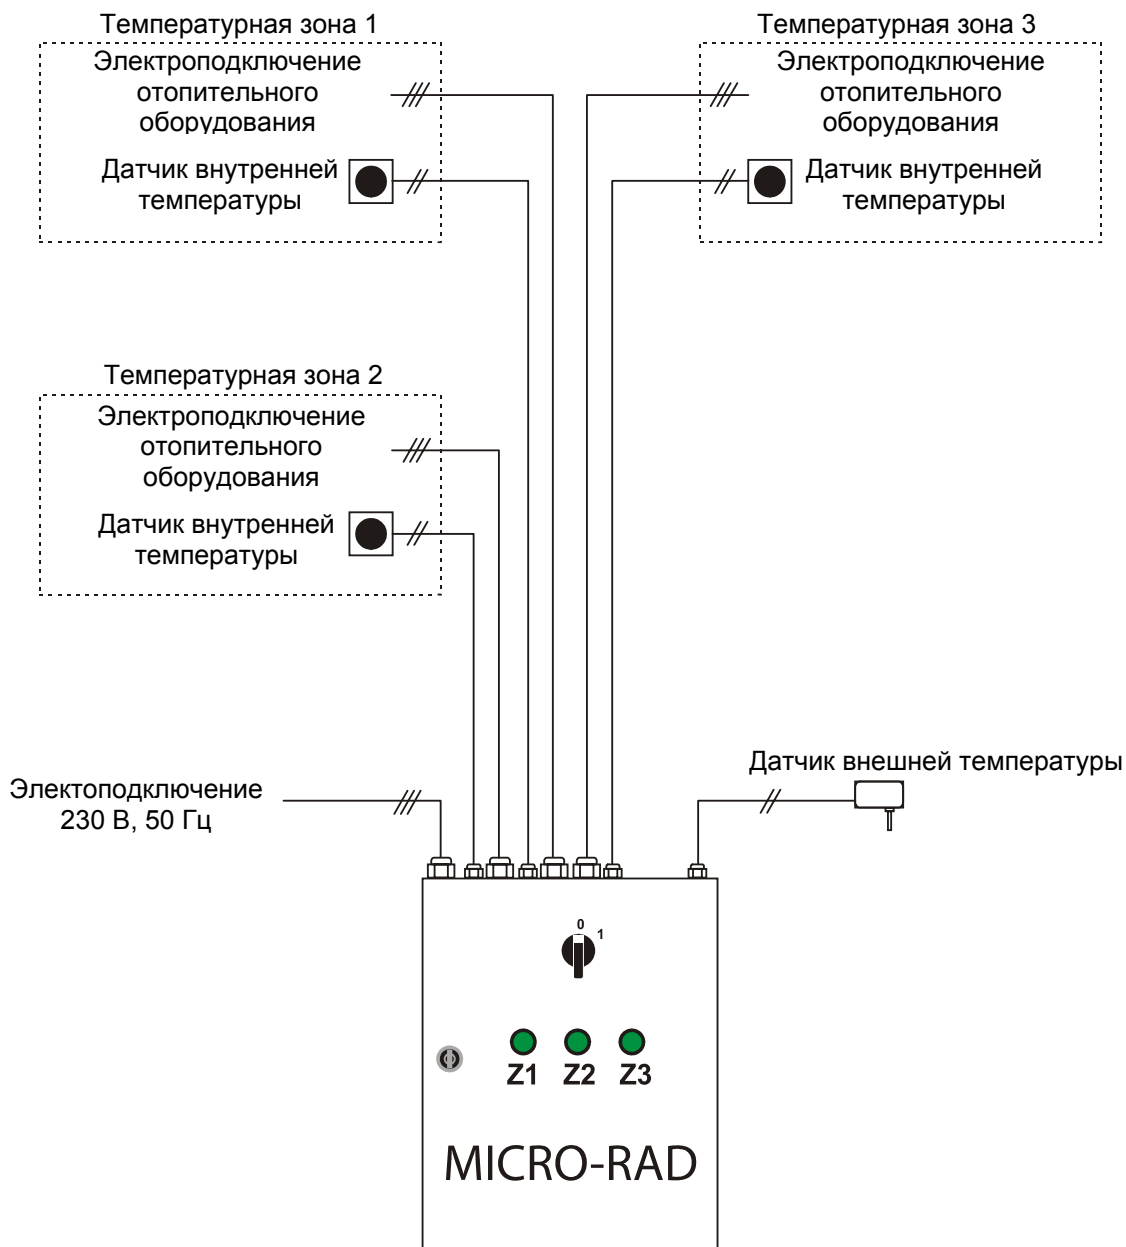 Температурная зона 1
Электроподключение
отопительного
оборудования
Датчик внутренней
температуры
Температурная зона 3
Электроподключение
отопительного
оборудования
Датчик внутренней
температуры
Температурная зона 2
Электроподключение
отопительного
оборудования
Датчик внутренней
температуры
Электоподключение
230 В, 50 Гц
Датчик внешней температуры
0
1
Z1 Z2 Z3
MICRO-RAD